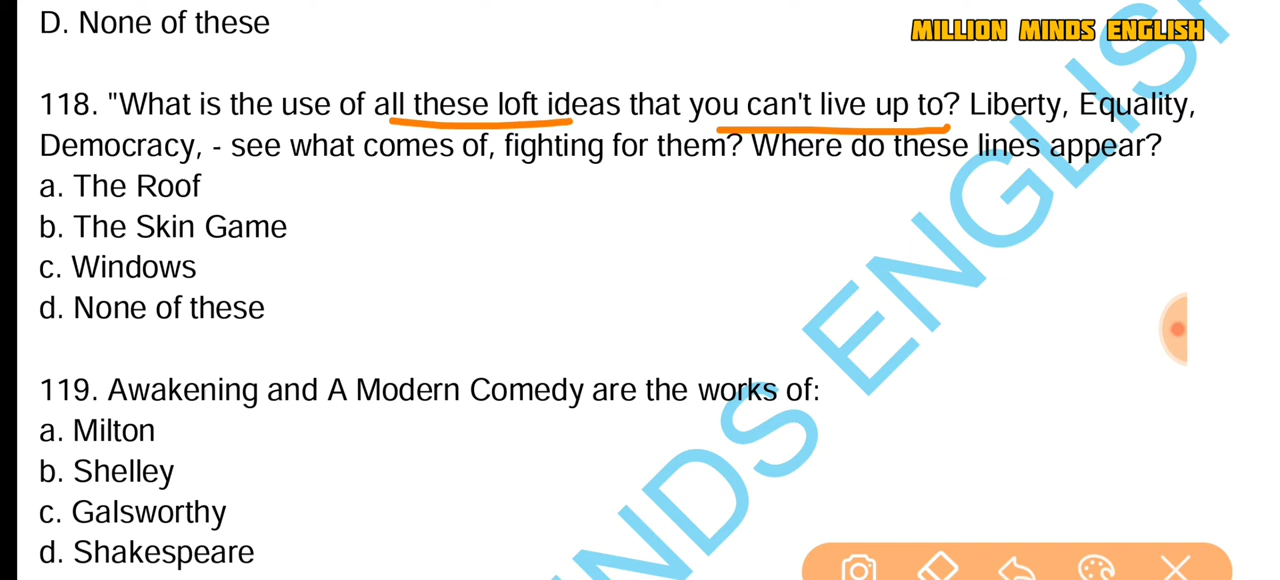 D. None of these
MILLION MINDS ENGLISH
118. "What is the use of all these loft ideas that you can't live up to? Liberty, Equality,
Democracy, - see what comes of, fighting for them? Where do these lines appear?
a. The Roof
b. The Skin Game
c. Windows
d. None of these
119. Awakening and A Modern Comedy are the works of:
a. Milton
b. Shelley
c. Galsworthy
d. Shakespeare
NDS ENGLISH